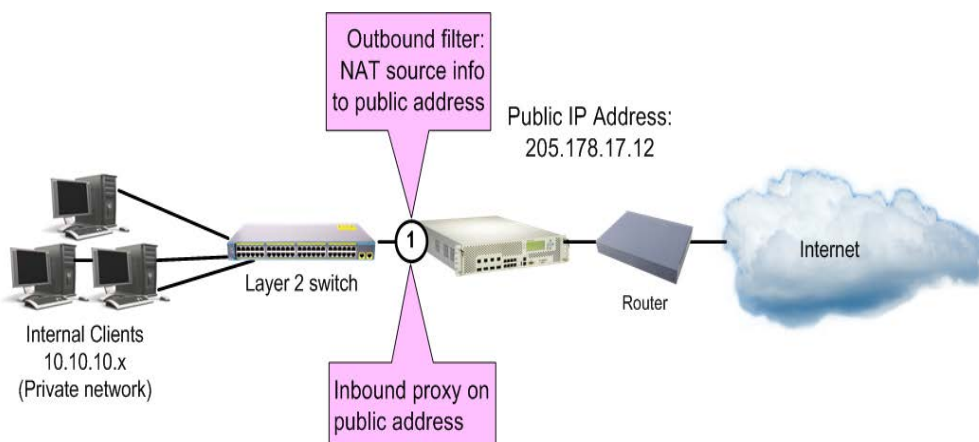 Outbound filter:
NAT source info
to public address
Public IP Address:
205.178.17.12
1
Layer 2 switch
Router
Internet
Internal Clients
10.10.10.x
(Private network)
Inbound proxy on
public address